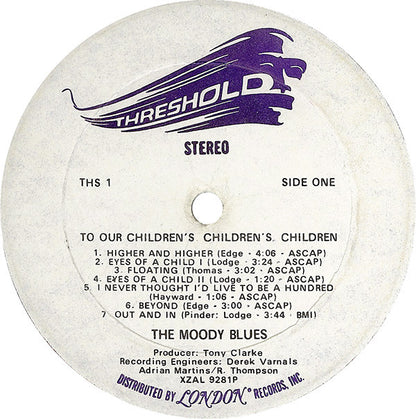 THRESHOLD
STEREO
THS 1 SIDE ONE
TO OUR CHILDREN'S, CHILDREN'S, CHILDREN
1. HIGHER AND HIGHER (Edge - 4:06 - ASCAP)
2. EYES OF A CHILD I (Lodge - 3:24 - ASCAP)
3. FLOATING (Thomas - 3:02 - ASCAP)
4. EYES OF A CHILD II (Lodge - 1:20 - ASCAP)
5. I NEVER THOUGHT I'D LIVE TO BE A HUNDRED
(Hayward - 1:06 - ASCAP)
6. BEYOND (Edge - 3:00 - ASCAP)
7 OUT AND IN (Pinder: Lodge - 3:44 - BMI)
THE MOODY BLUES
Producer: Tony Clarke
Recording Engineers: Derek Varnals
Adrian Martins/R. Thompson
XZAL 9281P
DISTRIBUTED BY LONDON® RECORDS, INC.